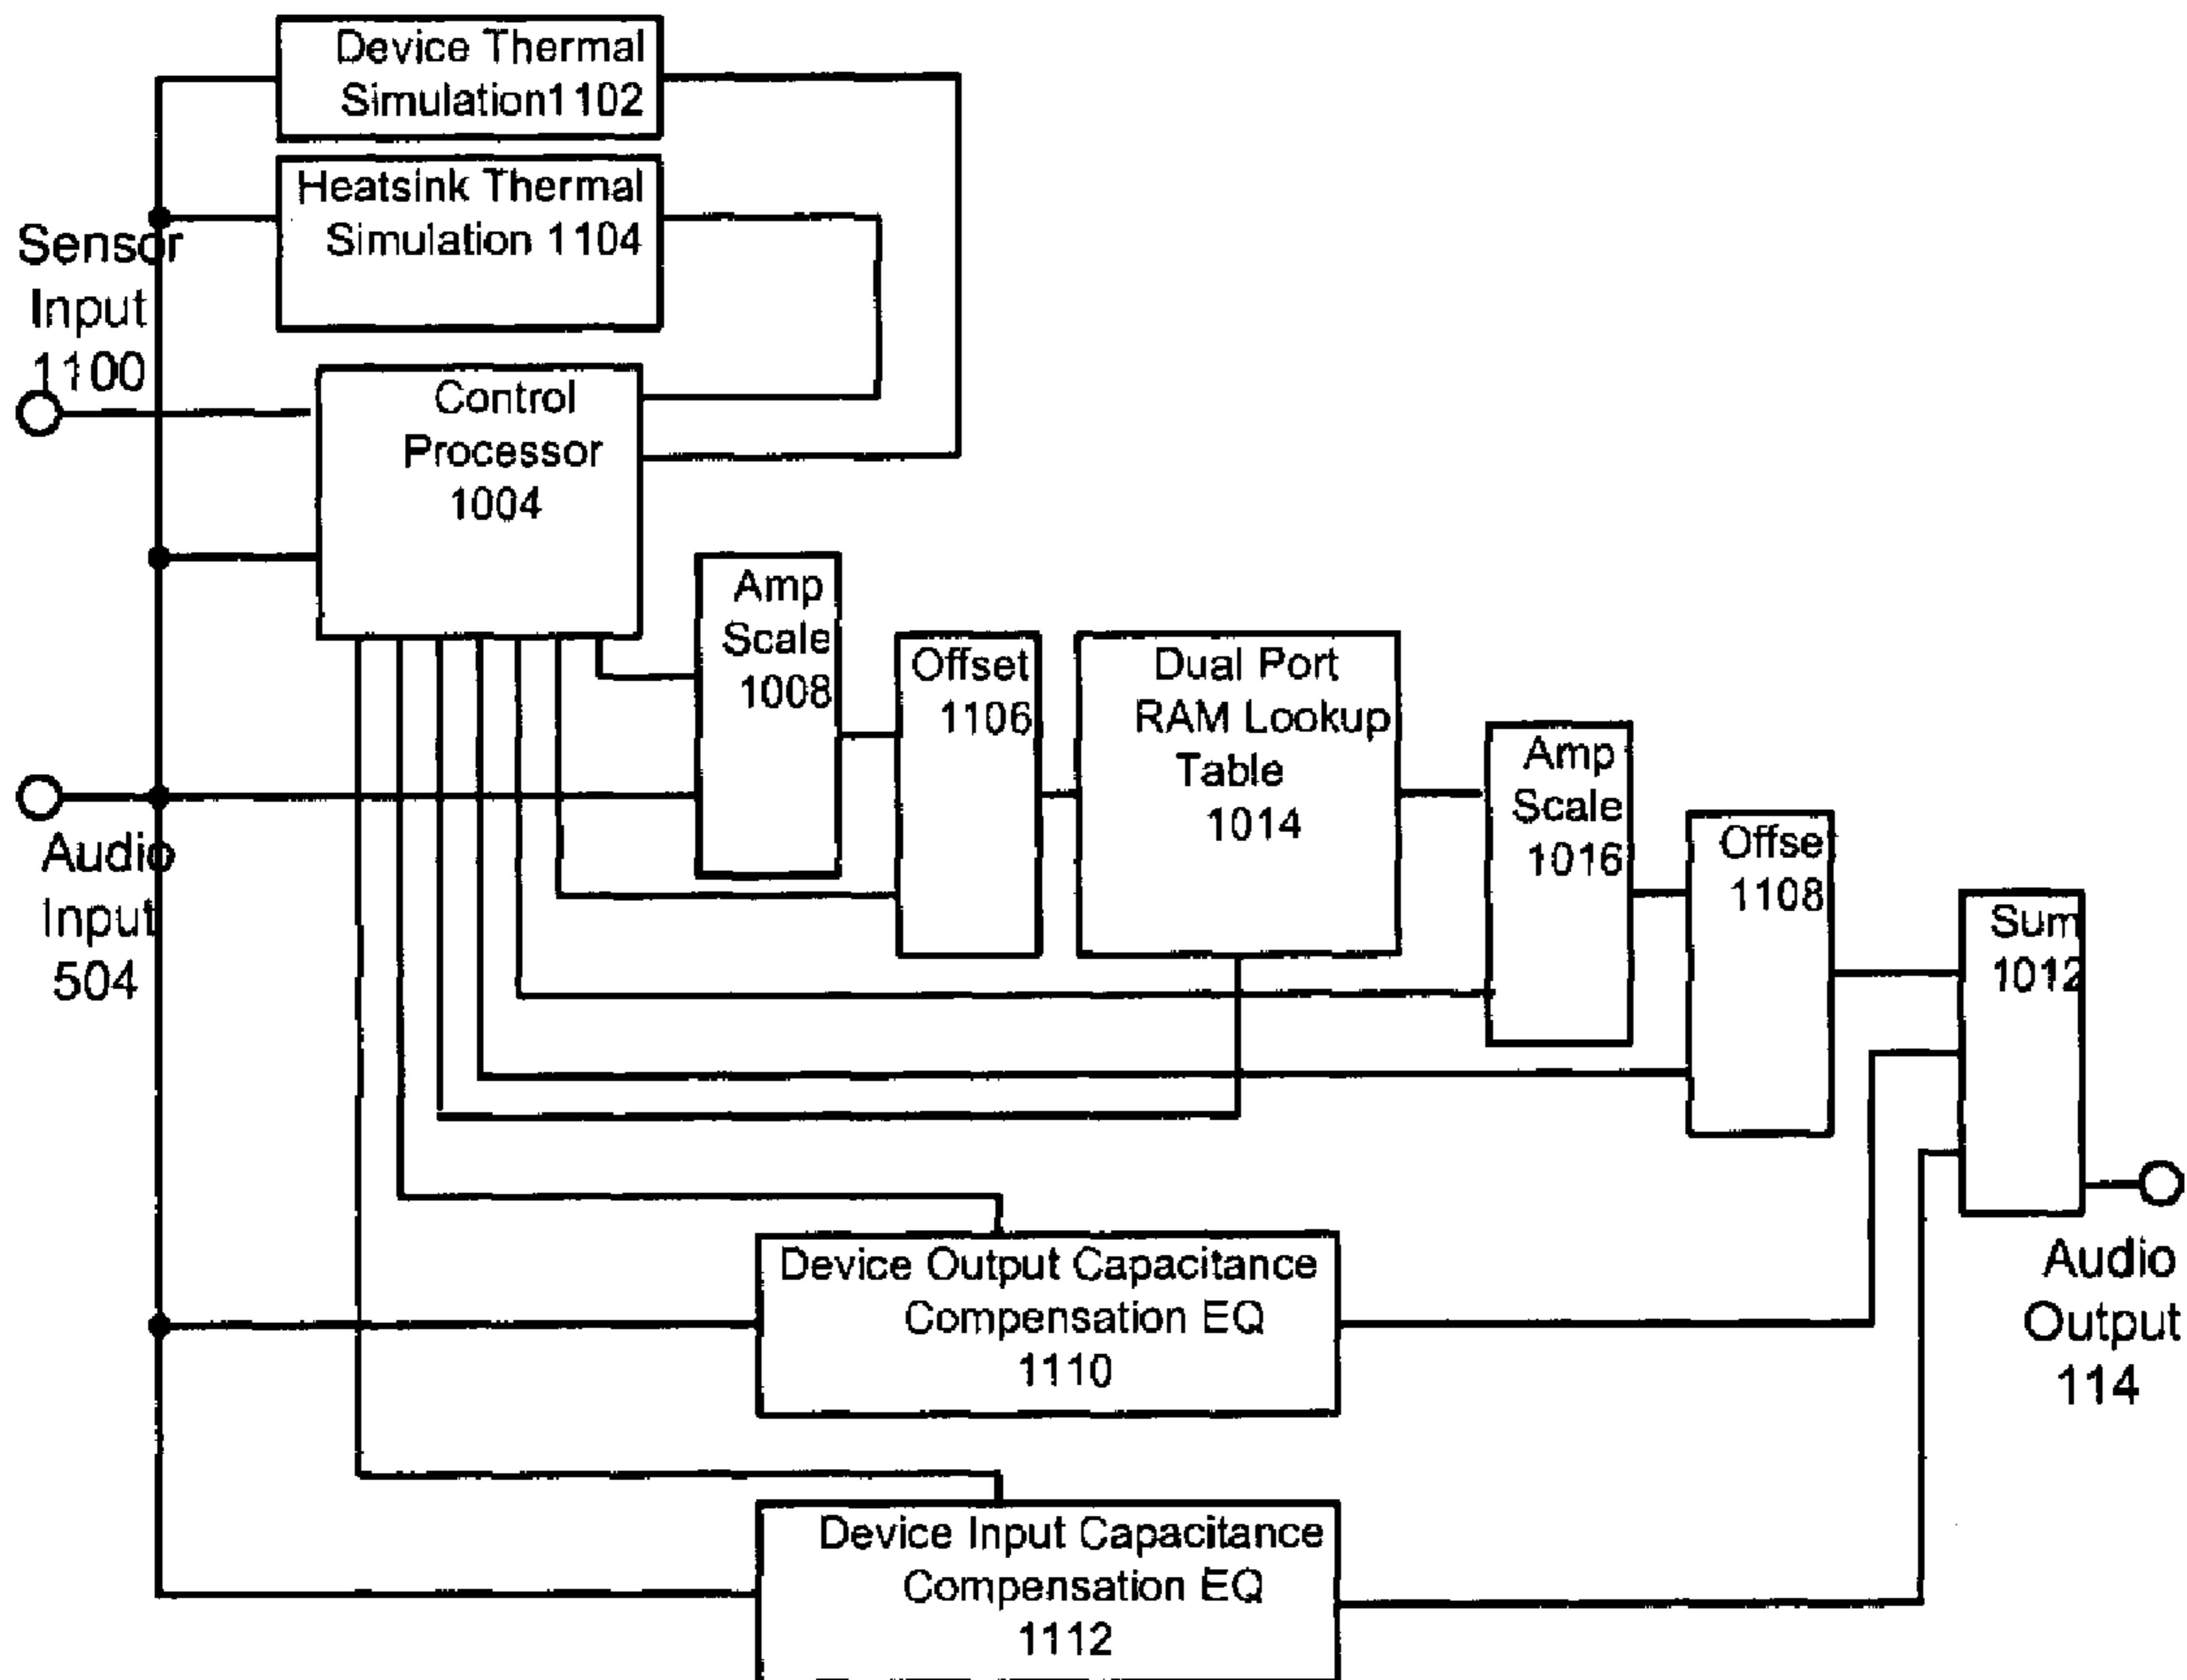 Device Thermal
Simulation1102
Heatsink Thermal
Simulation 1104
Sensor
Input
1100
Control
Processor
1004
Amp
Scale
1008
Offset
1106
Dual Port
RAM Lookup
Table
1014
Amp
Scale
1016
Offse
1108
Sum
1012
Audio
Input
504
Device Output Capacitance
Compensation EQ
1110
Audio
Output
114
Device Input Capacitance
Compensation EQ
1112